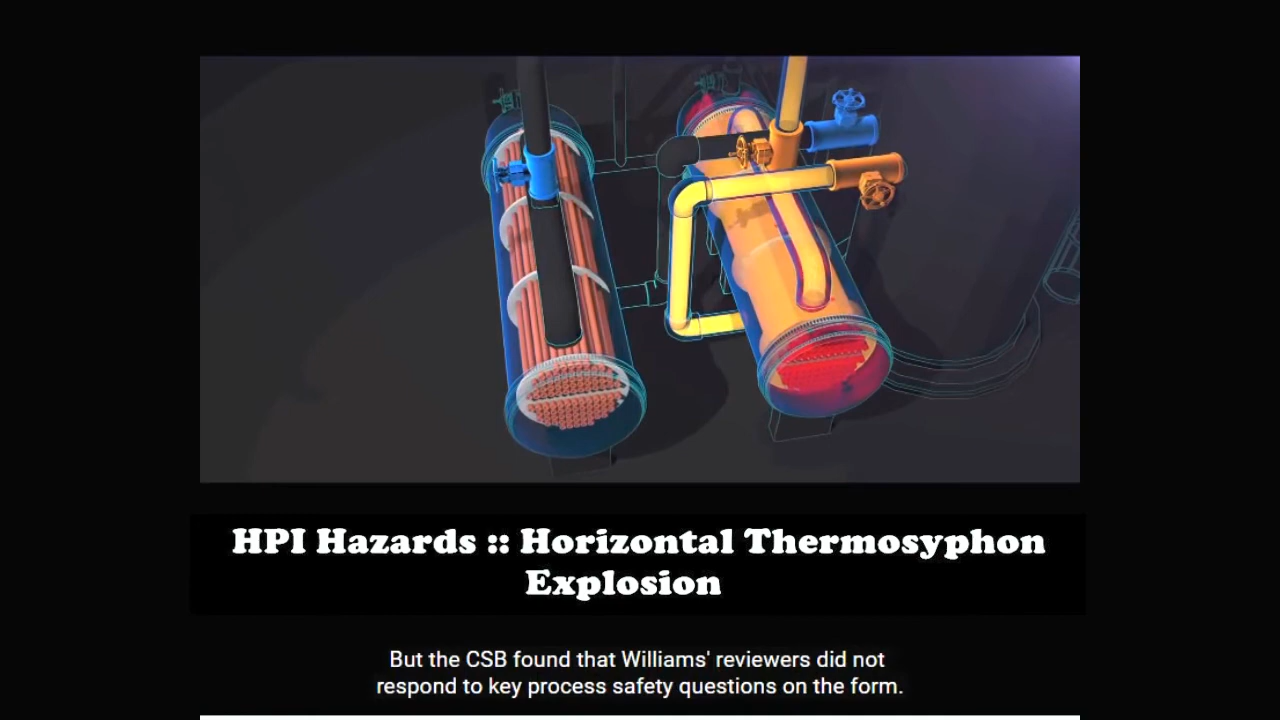 HPI Hazards :: Horizontal Thermosyphon
Explosion
But the CSB found that Williams' reviewers did not
respond to key process safety questions on the form.